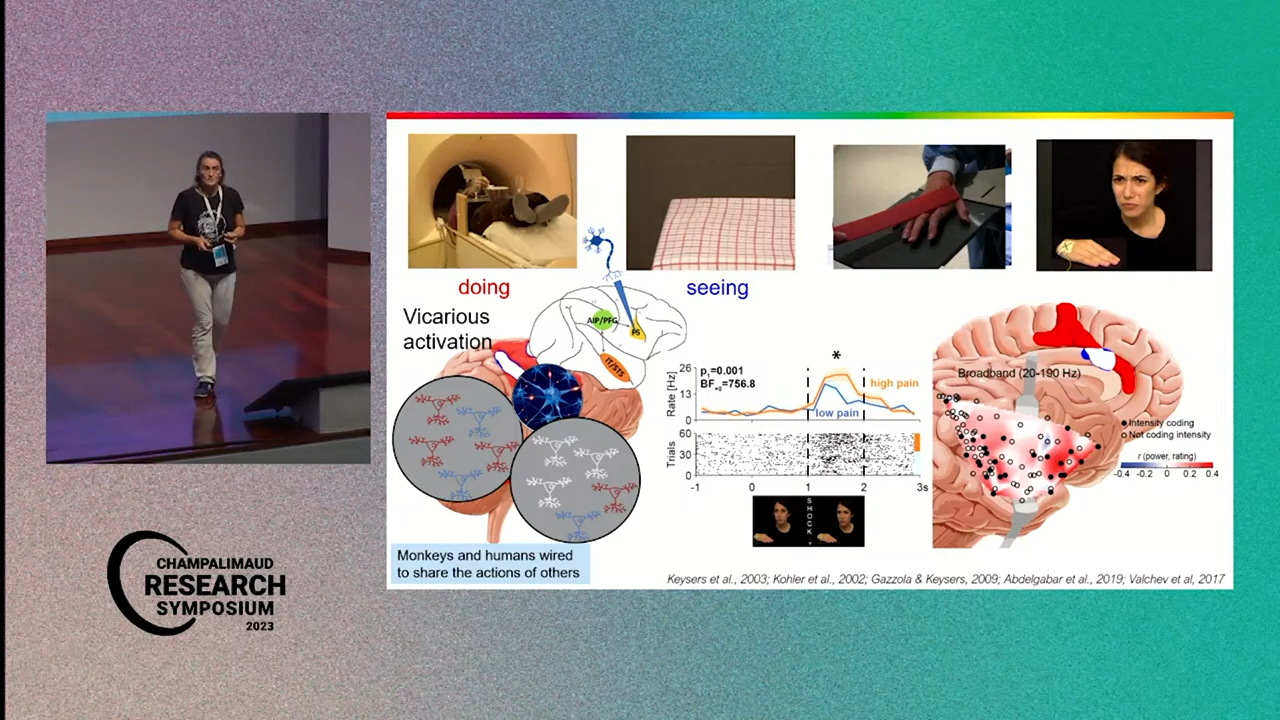 doing
seeing
Vicarious
activation
AIP/PFG
F5
IT/STS
26
13
0
Rate [Hz]
p₁=0.001
BF₊₀=756.8
*
high pain
low pain
60
30
0
Trials
-1 0 1 2 3s
SHOCK
Broadband (20-190 Hz)
Intensity coding
Not coding intensity
r (power, rating)
-0.4 -0.2 0 0.2 0.4
Monkeys and humans wired
to share the actions of others
Keysers et al., 2003; Kohler et al., 2002; Gazzola & Keysers, 2009; Abdelgabar et al., 2019; Valchev et al, 2017
CHAMPALIMAUD
RESEARCH
SYMPOSIUM
2023